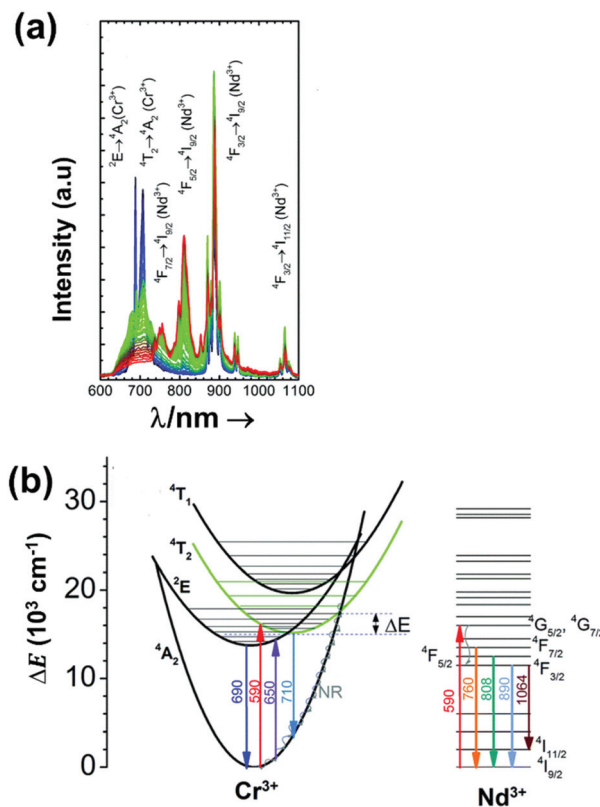 (a)
Intensity (a.u)
²E→⁴A₂(Cr³⁺)
⁴T₂→⁴A₂ (Cr³⁺)
⁴F₇/₂→⁴I₉/₂ (Nd³⁺)
⁴F₅/₂→⁴I₉/₂ (Nd³⁺)
⁴F₃/₂→⁴I₉/₂ (Nd³⁺)
⁴F₃/₂→⁴I₁₁/₂ (Nd³⁺)
600 700 800 900 1000 1100
λ/nm →
(b)
ΔE (10³ cm⁻¹)
30
20
10
0
⁴T₁
⁴T₂
²E
⁴A₂
ΔE
690
590
650
710
NR
Cr³⁺
⁴G₅/₂, ⁴G₇/₂
⁴F₇/₂
⁴F₅/₂
⁴F₃/₂
590
760
808
890
1064
⁴I₁₁/₂
⁴I₉/₂
Nd³⁺